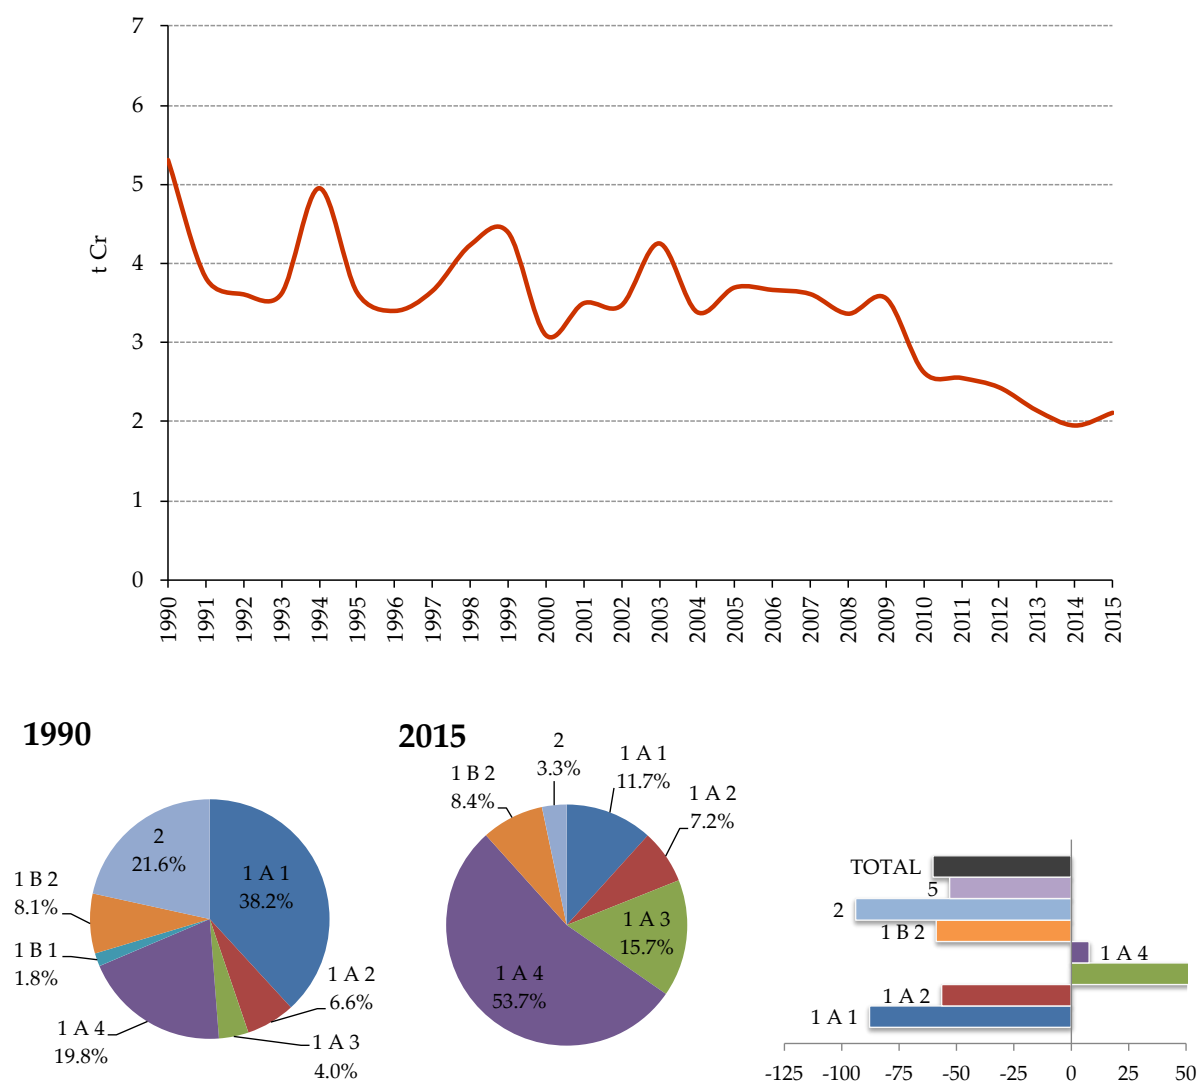 7
6
5
4
3
2
1
0
t Cr
1990
1991
1992
1993
1994
1995
1996
1997
1998
1999
2000
2001
2002
2003
2004
2005
2006
2007
2008
2009
2010
2011
2012
2013
2014
2015
1990
2
21.6%
1 A 1
38.2%
1 B 2
8.1%
1 B 1
1.8%
1 A 2
6.6%
1 A 4
19.8%
1 A 3
4.0%
2015
2
3.3%
1 A 1
11.7%
1 B 2
8.4%
1 A 2
7.2%
1 A 3
15.7%
1 A 4
53.7%
TOTAL
5
2
1 B 2
1 A 4
1 A 2
1 A 1
-125 -100 -75 -50 -25 0 25 50